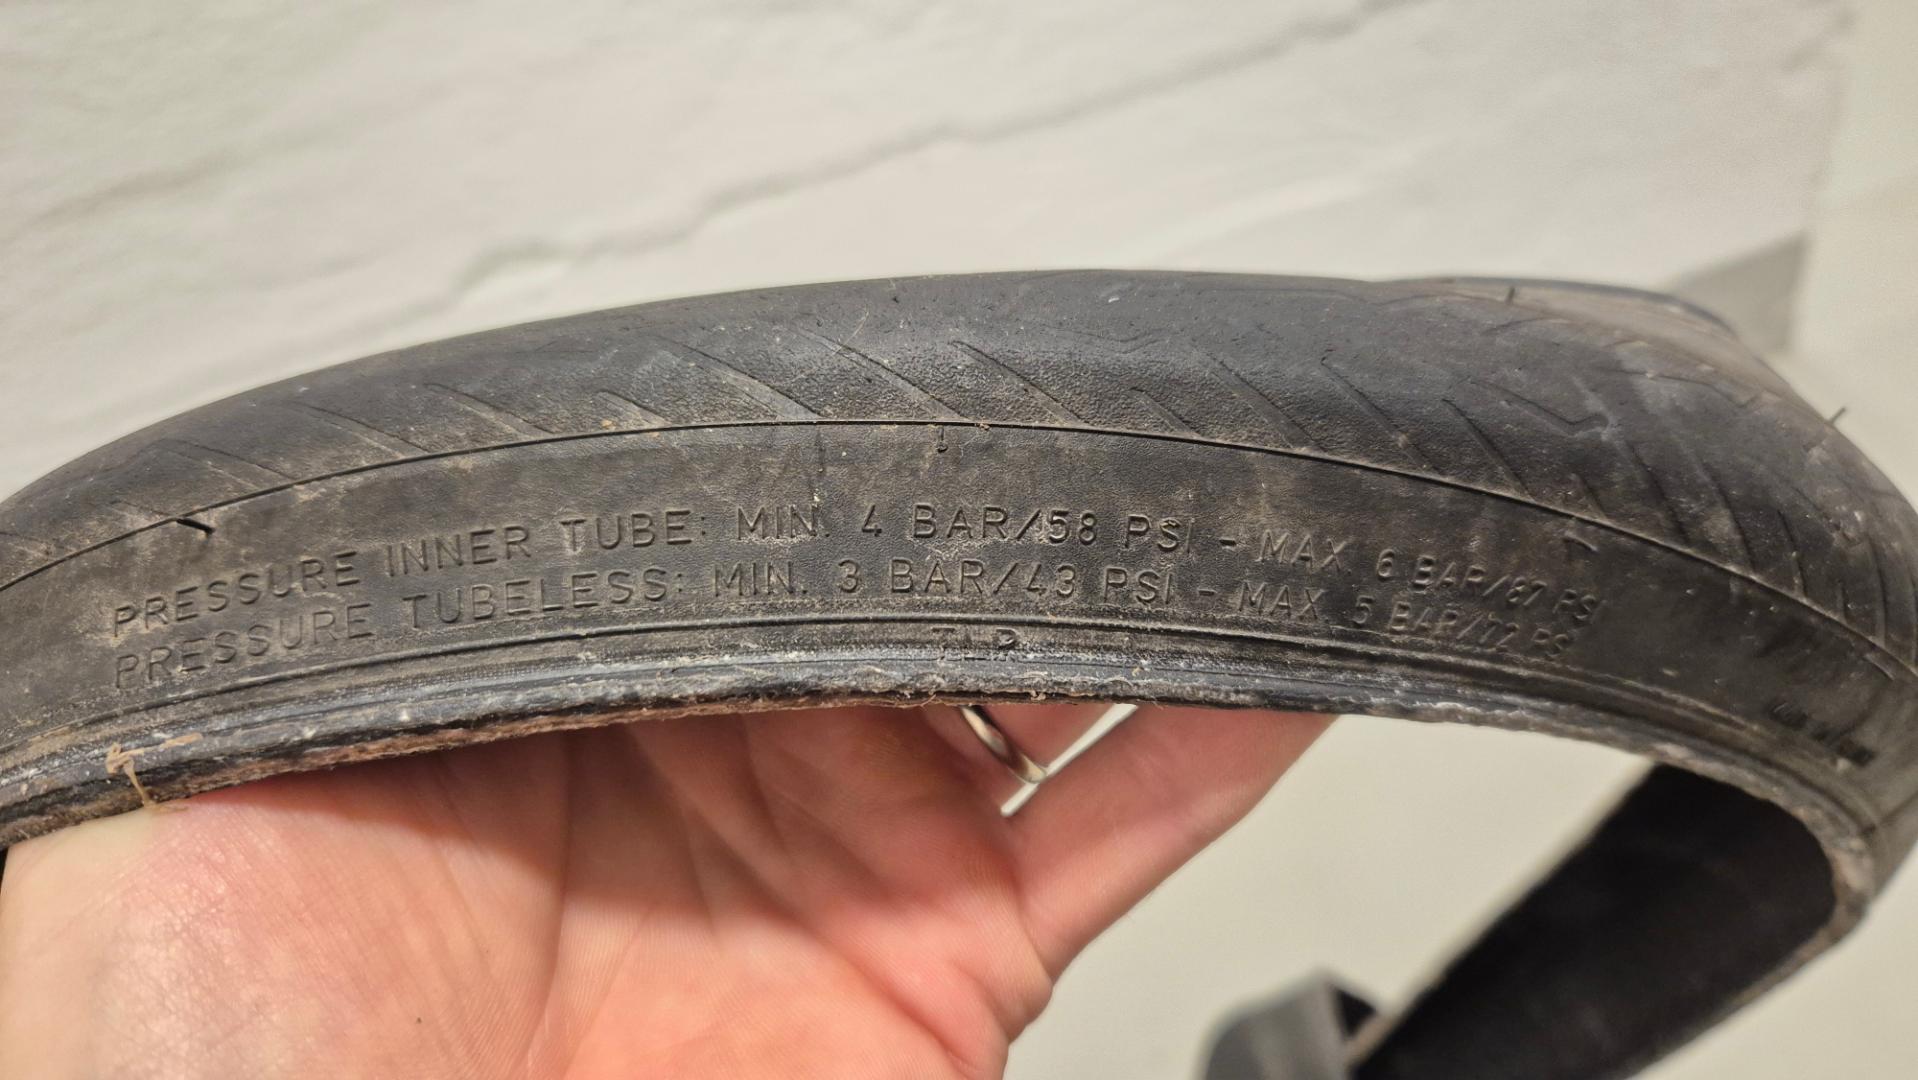 PRESSURE INNER TUBE: MIN. 4 BAR/58 PSI - MAX 6 BAR/87 PSI
PRESSURE TUBELESS: MIN. 3 BAR/43 PSI - MAX 5 BAR/72 PSI
TLR